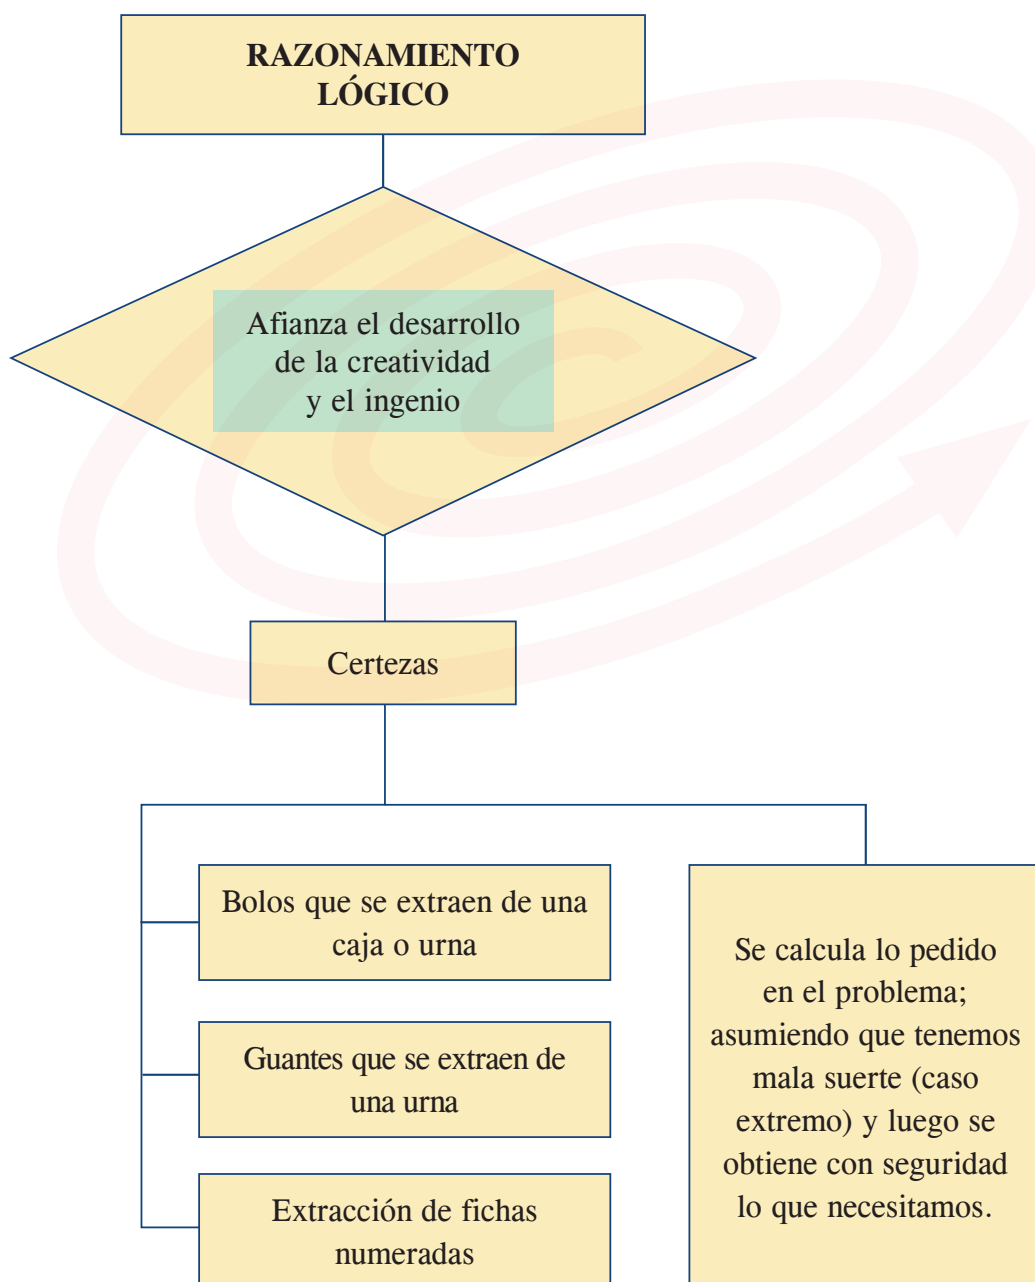 RAZONAMIENTO
LÓGICO
Afianza el desarrollo
de la creatividad
y el ingenio
Certezas
Bolos que se extraen de una
caja o urna
Guantes que se extraen de
una urna
Extracción de fichas
numeradas
Se calcula lo pedido
en el problema;
asumiendo que tenemos
mala suerte (caso
extremo) y luego se
obtiene con seguridad
lo que necesitamos.